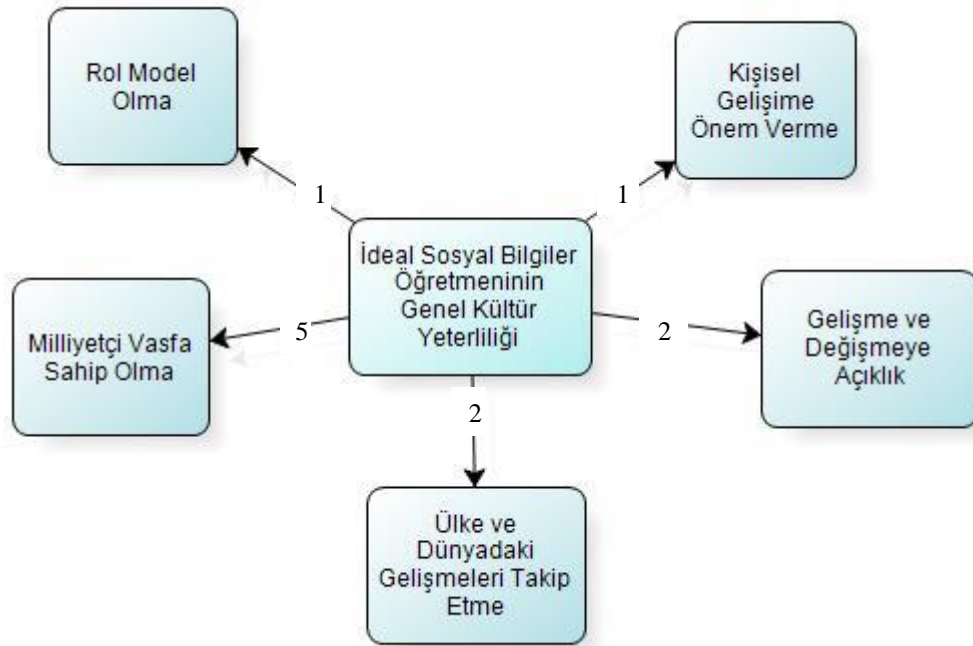 Rol Model
Olma
Kişisel
Gelişime
Önem Verme
1
1
İdeal Sosyal Bilgiler
Öğretmeninin
Genel Kültür
Yeterliliği
Milliyetçi Vasfa
Sahip Olma
5
2
Gelişme ve
Değişmeye
Açıklık
2
Ülke ve
Dünyadaki
Gelişmeleri Takip
Etme